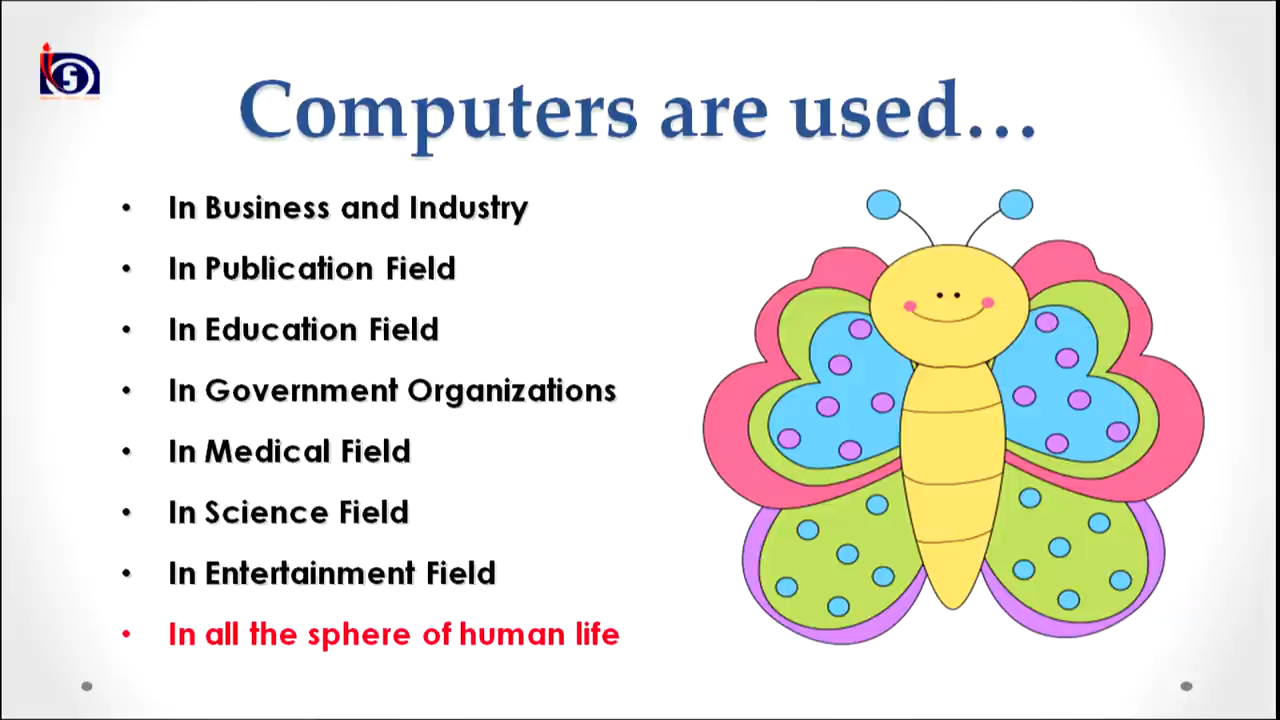 Computers are used...
• In Business and Industry
• In Publication Field
• In Education Field
• In Government Organizations
• In Medical Field
• In Science Field
• In Entertainment Field
• In all the sphere of human life